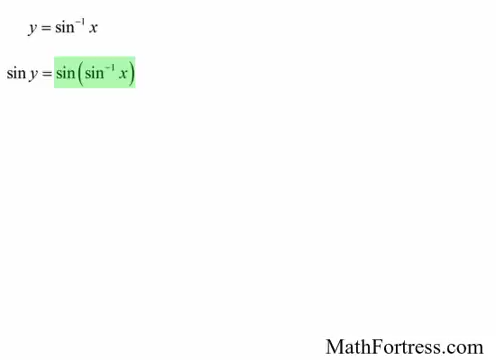 y = sin⁻¹ x
sin y = sin(sin⁻¹ x)
MathFortress.com